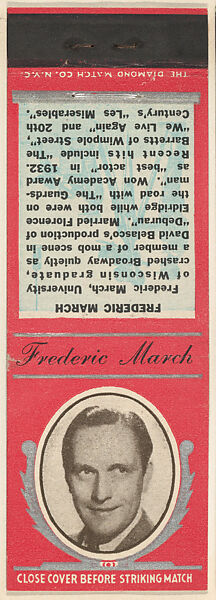 THE DIAMOND MATCH CO. N.Y.C.
FREDERIC MARCH
Frederic March, University
of Wisconsin graduate,
crashed Broadway quietly as
a member of a mob scene in
David Belasco's production of
"Deburau". Married Florence
Eldridge while both were on
the road with "The Guards-
man". Won Academy Award
as "best actor" in 1932.
Recent hits include "The
Barretts of Wimpole Street",
"We Live Again" and 20th
Century's "Les Miserables".
Frederic March
CLOSE COVER BEFORE STRIKING MATCH